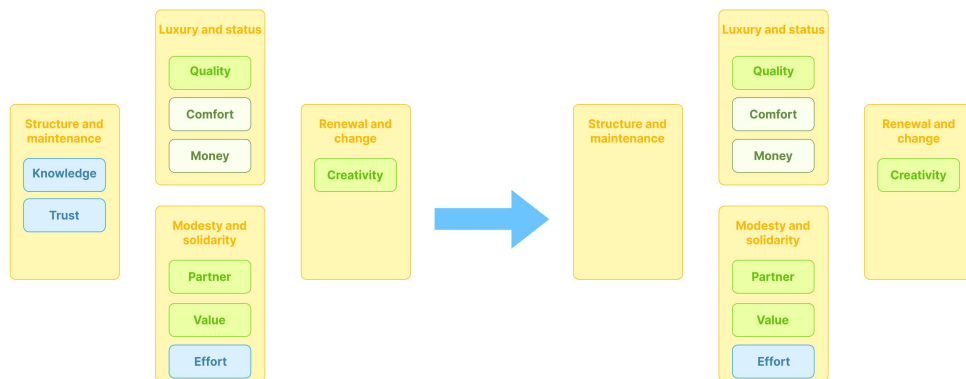 Luxury and status
Quality
Comfort
Money
Structure and
maintenance
Knowledge
Trust
Renewal and
change
Creativity
Modesty and
solidarity
Partner
Value
Effort
Luxury and status
Quality
Comfort
Money
Structure and
maintenance
Renewal and
change
Creativity
Modesty and
solidarity
Partner
Value
Effort